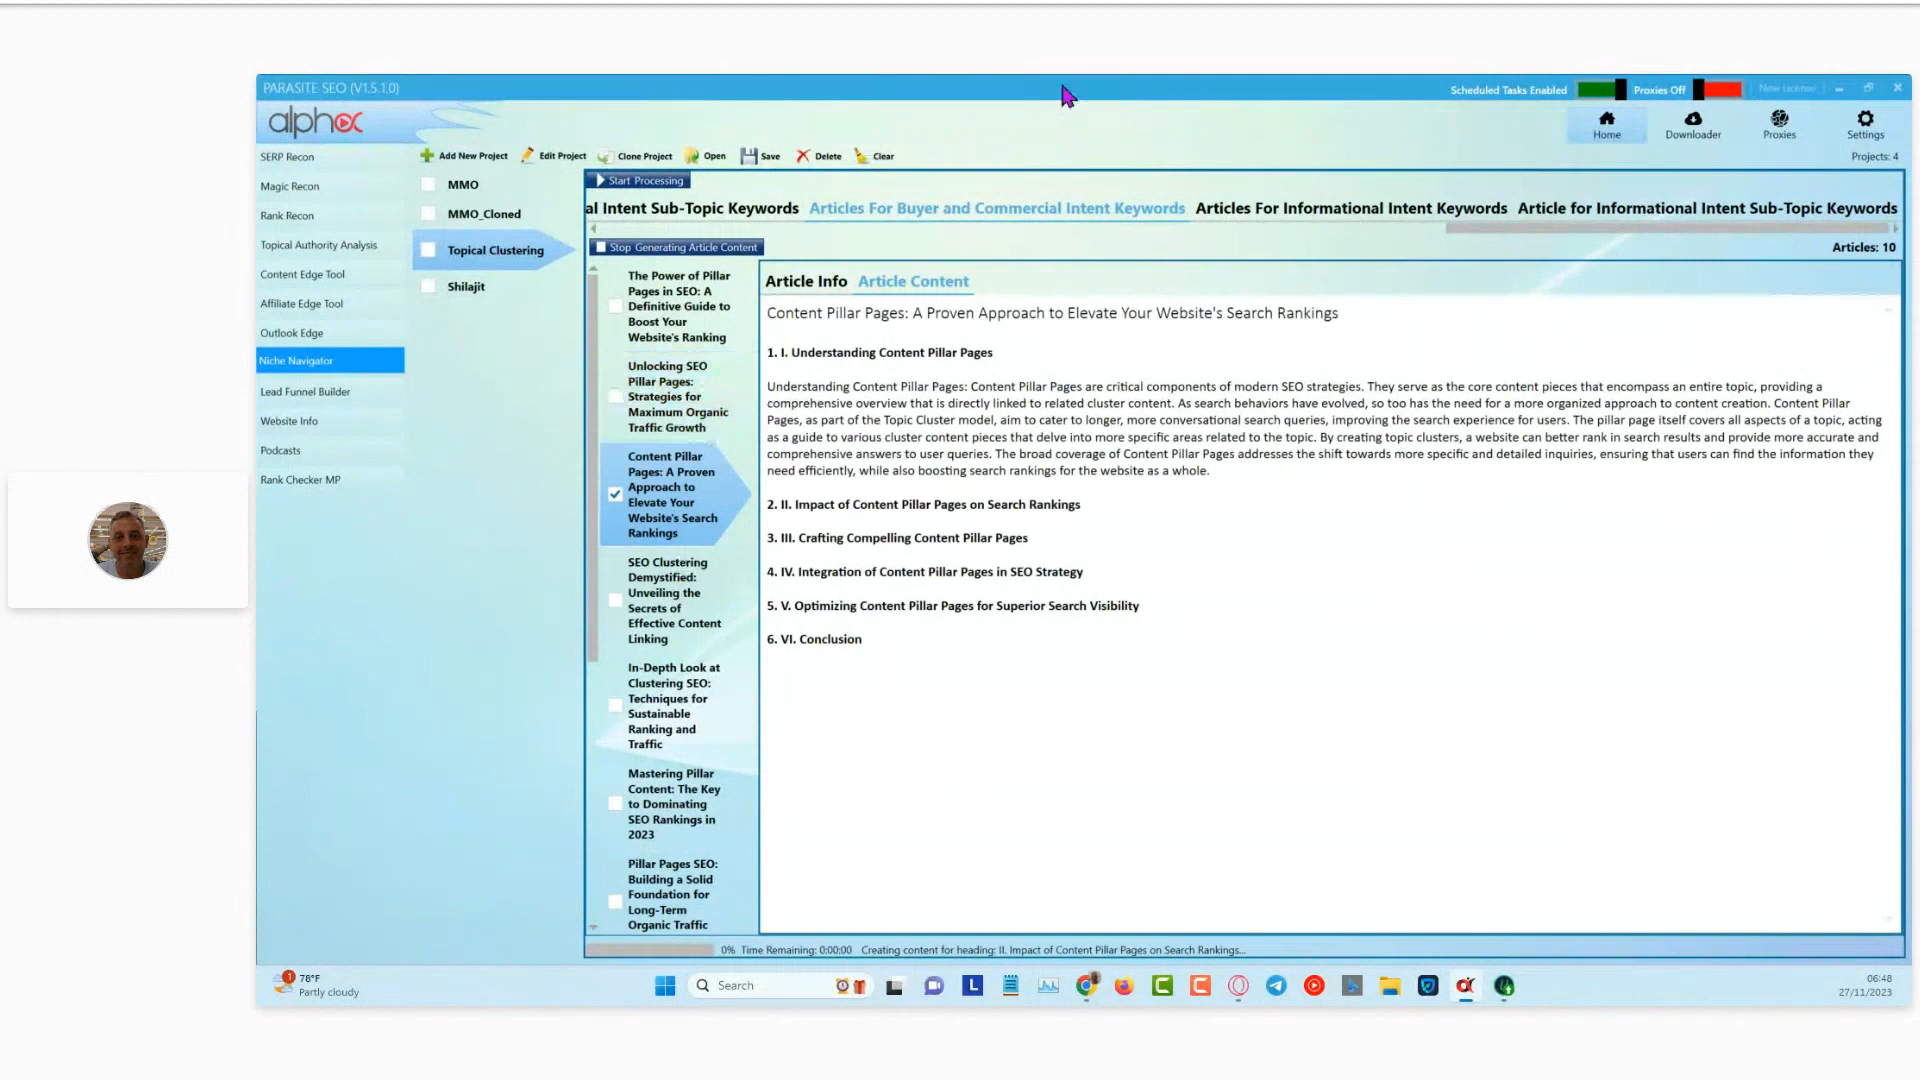 PARASITE SEO (V1.5.1.0)
Scheduled Tasks Enabled
Proxies Off
New License!
alpha
Home
Downloader
Proxies
Settings
Projects: 4
SERP Recon
Magic Recon
Rank Recon
Topical Authority Analysis
Content Edge Tool
Affiliate Edge Tool
Outlook Edge
Niche Navigator
Lead Funnel Builder
Website Info
Podcasts
Rank Checker MP
Add New Project Edit Project Clone Project Open Save Delete Clear
MMO
MMO_Cloned
Topical Clustering
Shilajit
Start Processing
al Intent Sub-Topic Keywords Articles For Buyer and Commercial Intent Keywords Articles For Informational Intent Keywords Article for Informational Intent Sub-Topic Keywords
Stop Generating Article Content
Articles: 10
The Power of Pillar
Pages in SEO: A
Definitive Guide to
Boost Your
Website's Ranking
Unlocking SEO
Pillar Pages:
Strategies for
Maximum Organic
Traffic Growth
Content Pillar
Pages: A Proven
Approach to
Elevate Your
Website's Search
Rankings
SEO Clustering
Demystified:
Unveiling the
Secrets of
Effective Content
Linking
In-Depth Look at
Clustering SEO:
Techniques for
Sustainable
Ranking and
Traffic
Mastering Pillar
Content: The Key
to Dominating
SEO Rankings in
2023
Pillar Pages SEO:
Building a Solid
Foundation for
Long-Term
Organic Traffic
Article Info Article Content
Content Pillar Pages: A Proven Approach to Elevate Your Website's Search Rankings
1. I. Understanding Content Pillar Pages
Understanding Content Pillar Pages: Content Pillar Pages are critical components of modern SEO strategies. They serve as the core content pieces that encompass an entire topic, providing a
comprehensive overview that is directly linked to related cluster content. As search behaviors have evolved, so too has the need for a more organized approach to content creation. Content Pillar
Pages, as part of the Topic Cluster model, aim to cater to longer, more conversational search queries, improving the search experience for users. The pillar page itself covers all aspects of a topic, acting
as a guide to various cluster content pieces that delve into more specific areas related to the topic. By creating topic clusters, a website can better rank in search results and provide more accurate and
comprehensive answers to user queries. The broad coverage of Content Pillar Pages addresses the shift towards more specific and detailed inquiries, ensuring that users can find the information they
need efficiently, while also boosting search rankings for the website as a whole.
2. II. Impact of Content Pillar Pages on Search Rankings
3. III. Crafting Compelling Content Pillar Pages
4. IV. Integration of Content Pillar Pages in SEO Strategy
5. V. Optimizing Content Pillar Pages for Superior Search Visibility
6. VI. Conclusion
0% Time Remaining: 0:00:00 Creating content for heading: II. Impact of Content Pillar Pages on Search Rankings...
1
78°F
Partly cloudy
Search
L
06:48
27/11/2023